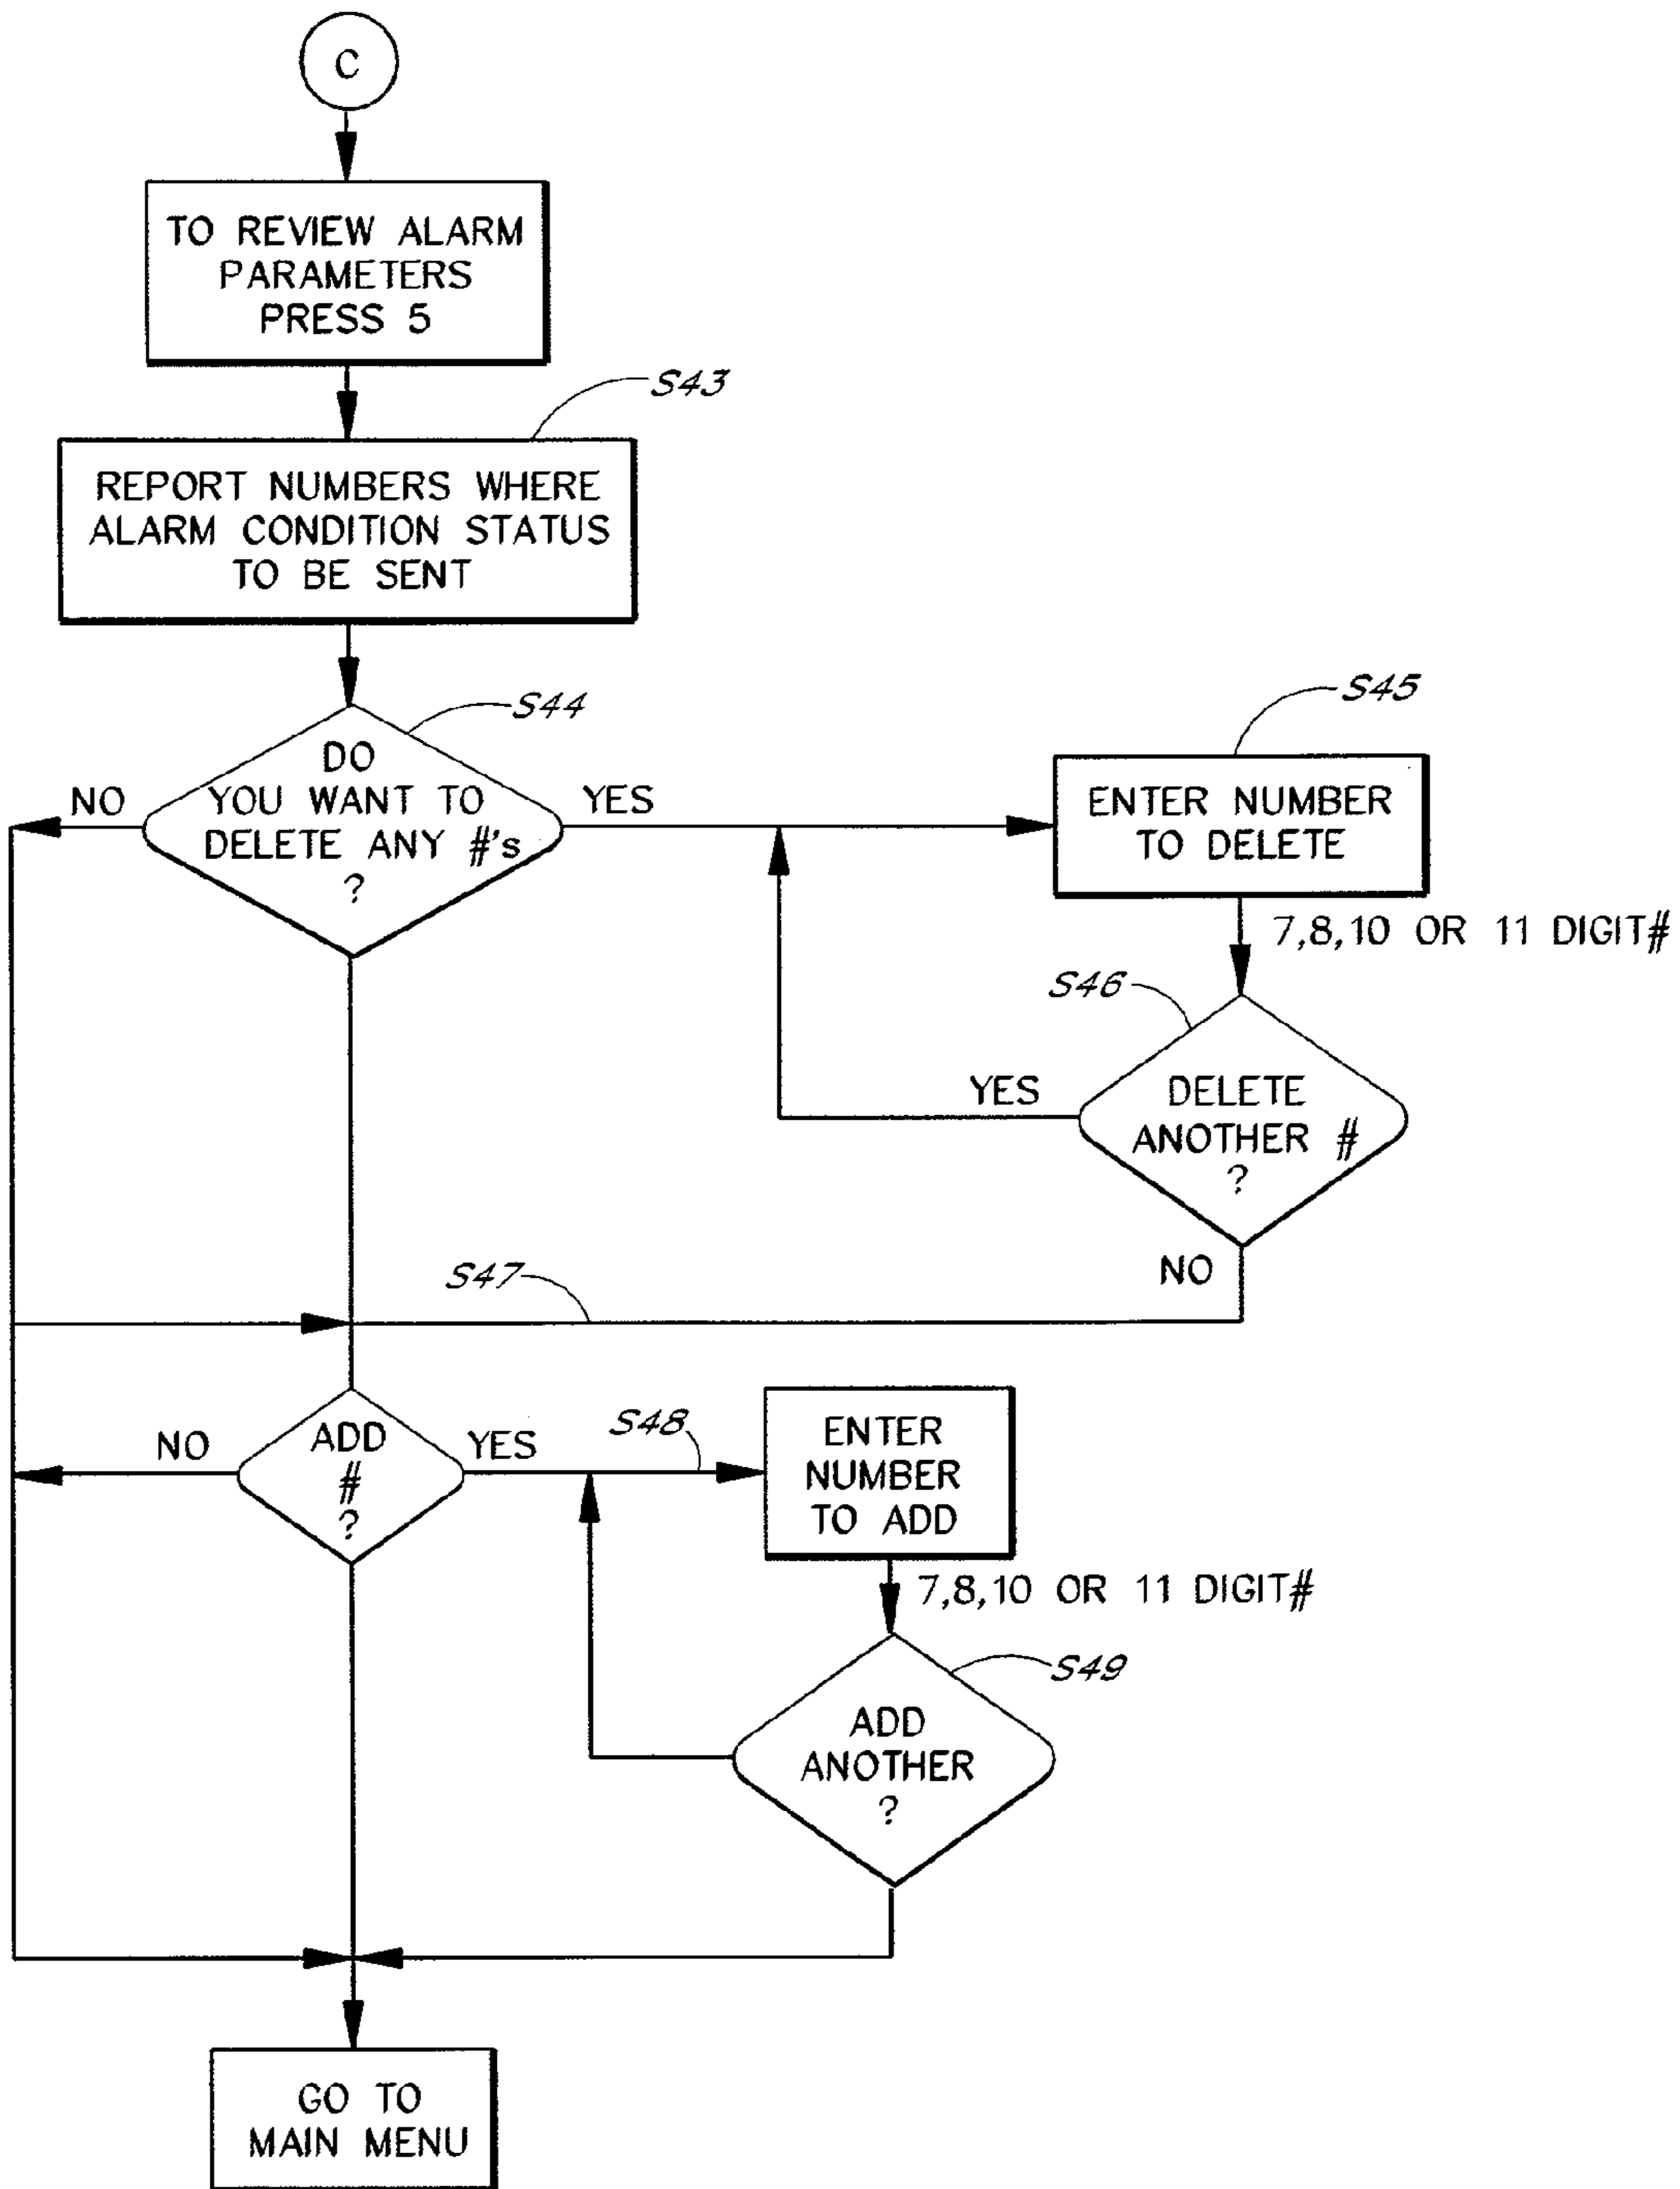 C
TO REVIEW ALARM
PARAMETERS
PRESS 5
S43
REPORT NUMBERS WHERE
ALARM CONDITION STATUS
TO BE SENT
S44
DO
YOU WANT TO
DELETE ANY #'s
?
NO
YES
S45
ENTER NUMBER
TO DELETE
7,8,10 OR 11 DIGIT#
S46
DELETE
ANOTHER #
?
YES
NO
S47
ADD
#
?
NO
YES
S48
ENTER
NUMBER
TO ADD
7,8,10 OR 11 DIGIT#
S49
ADD
ANOTHER
?
GO TO
MAIN MENU